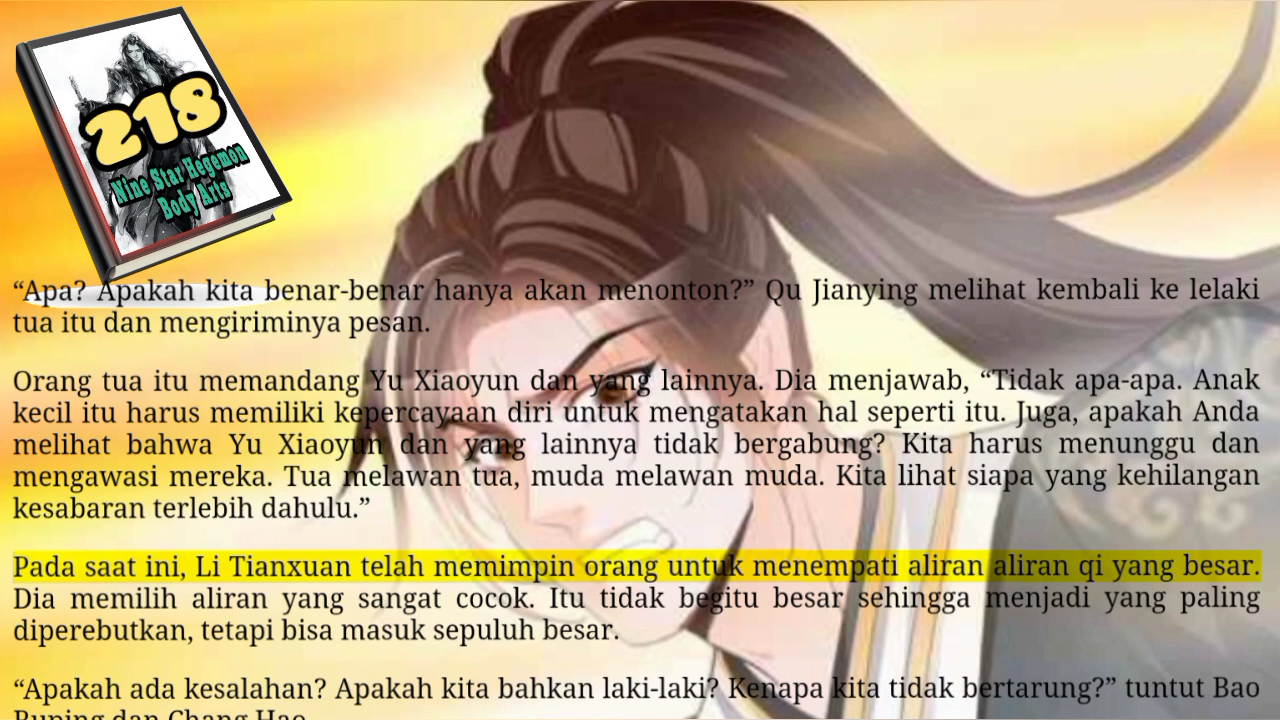 218
Nine Star Hegemon
Body Arts
“Apa? Apakah kita benar-benar hanya akan menonton?” Qu Jianying melihat kembali ke lelaki
tua itu dan mengiriminya pesan.
Orang tua itu memandang Yu Xiaoyun dan yang lainnya. Dia menjawab, “Tidak apa-apa. Anak
kecil itu harus memiliki kepercayaan diri untuk mengatakan hal seperti itu. Juga, apakah Anda
melihat bahwa Yu Xiaoyun dan yang lainnya tidak bergabung? Kita harus menunggu dan
mengawasi mereka. Tua melawan tua, muda melawan muda. Kita lihat siapa yang kehilangan
kesabaran terlebih dahulu.”
Pada saat ini, Li Tianxuan telah memimpin orang untuk menempati aliran aliran qi yang besar.
Dia memilih aliran yang sangat cocok. Itu tidak begitu besar sehingga menjadi yang paling
diperebutkan, tetapi bisa masuk sepuluh besar.
“Apakah ada kesalahan? Apakah kita bahkan laki-laki? Kenapa kita tidak bertarung?” tuntut Bao
dan Chang Hao